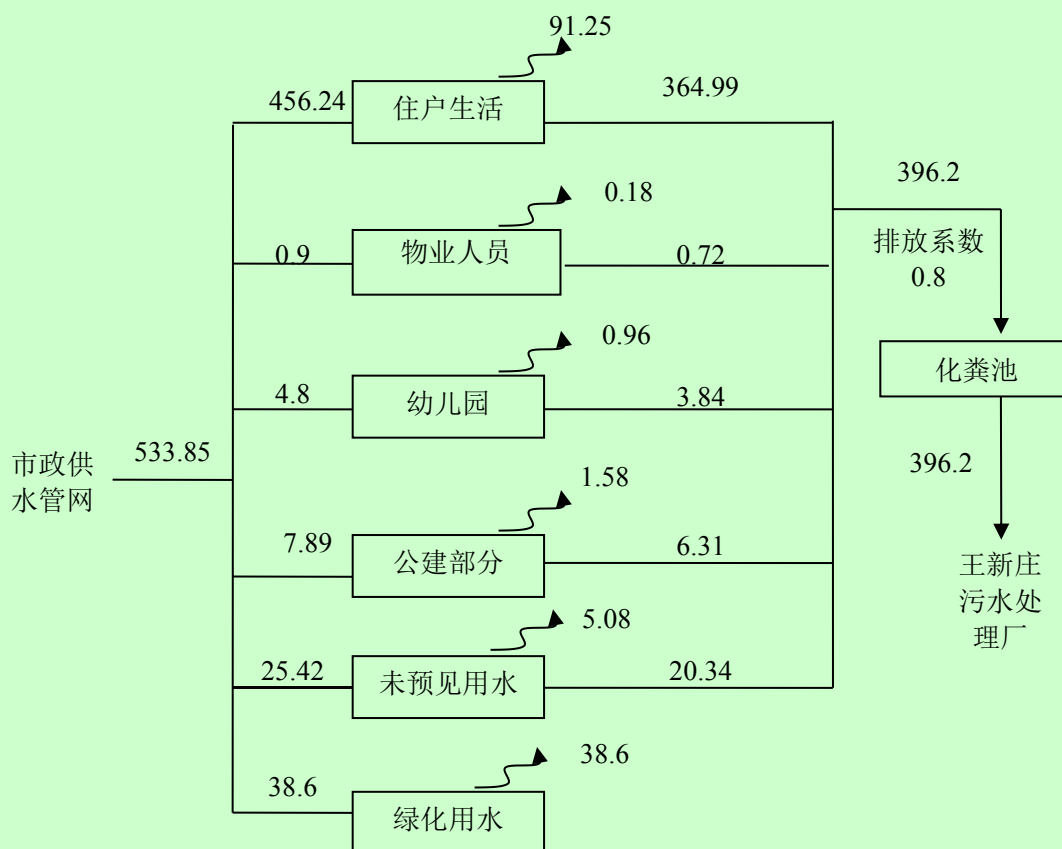 91.25
456.24
住户生活
364.99
396.2
0.18
0.9
物业人员
0.72
排放系数
0.8
0.96
4.8
幼儿园
3.84
化粪池
市政供
水管网
533.85
396.2
1.58
7.89
公建部分
6.31
王新庄
污水处
理厂
5.08
25.42
未预见用水
20.34
38.6
38.6
绿化用水